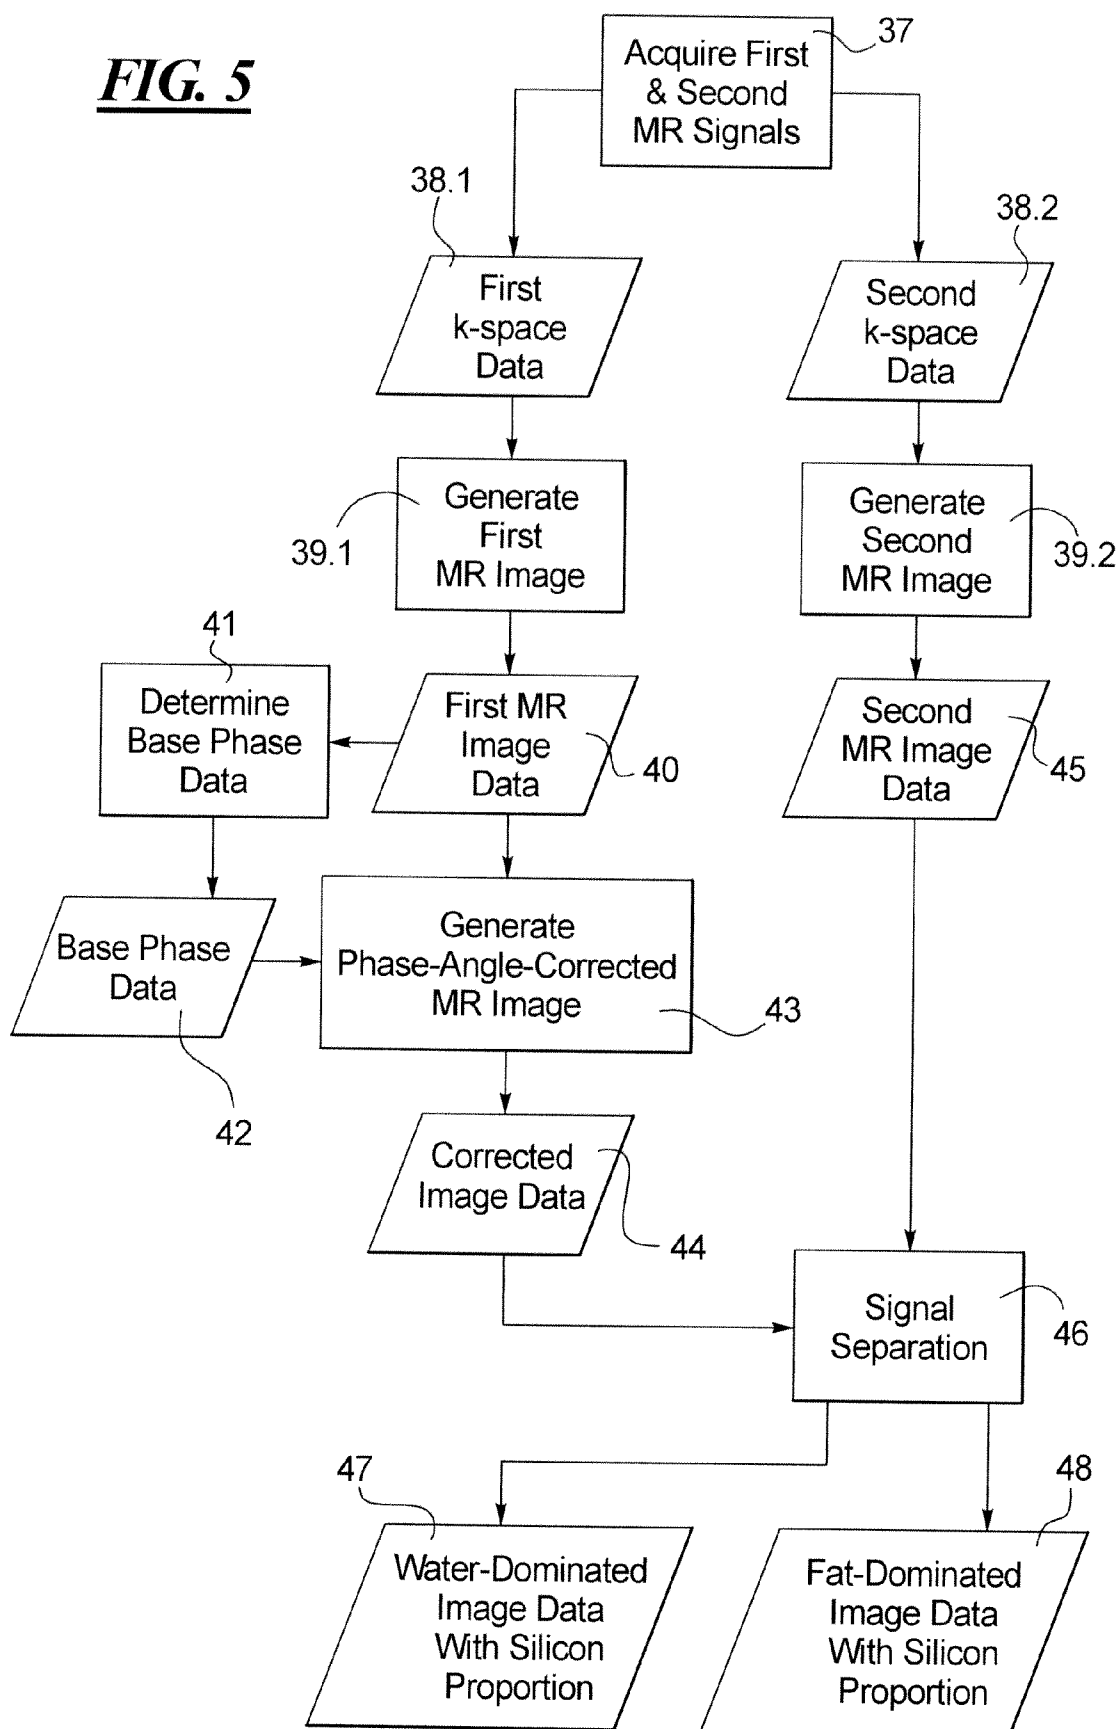 FIG. 5
37
Acquire First
& Second
MR Signals
38.1
38.2
First
k-space
Data
Second
k-space
Data
39.1
Generate
First
MR Image
39.2
Generate
Second
MR Image
41
Determine
Base Phase
Data
First MR
Image
Data
40
Second
MR Image
Data
45
Base Phase
Data
42
Generate
Phase-Angle-Corrected
MR Image
43
Corrected
Image Data
44
Signal
Separation
46
47
Water-Dominated
Image Data
With Silicon
Proportion
48
Fat-Dominated
Image Data
With Silicon
Proportion